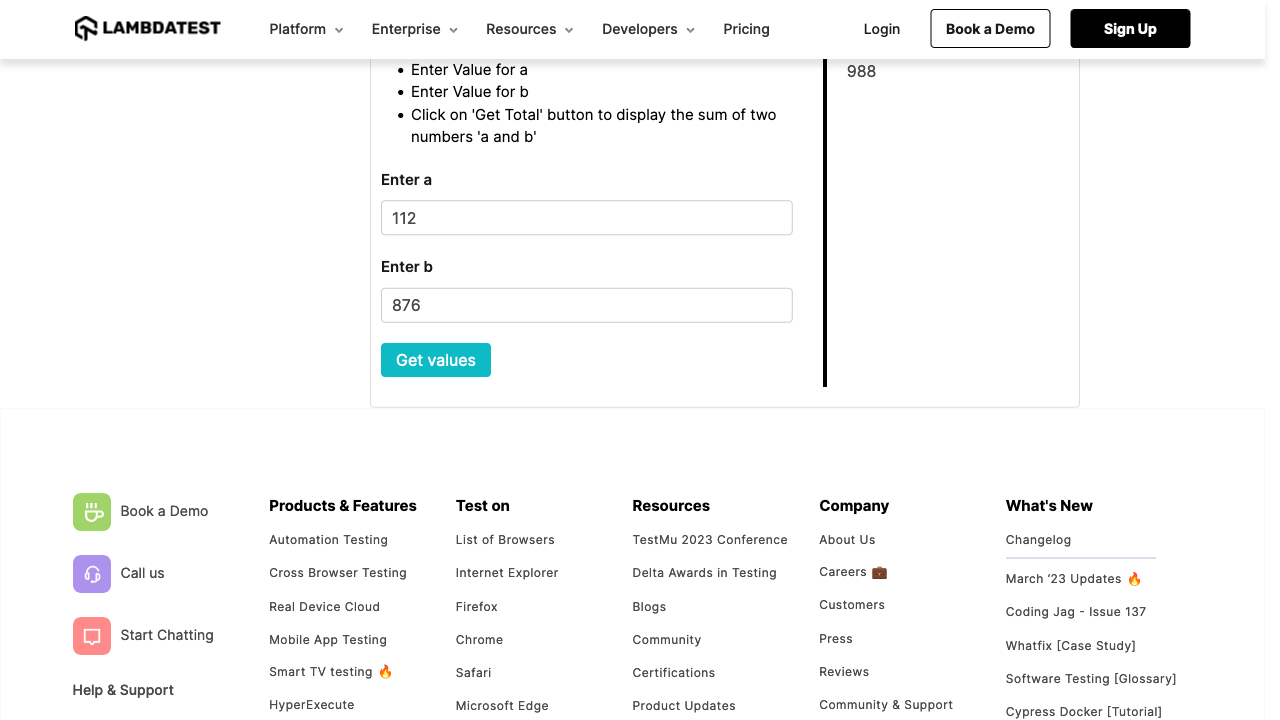 LAMBDATEST
Platform
Enterprise
Resources
Developers
Pricing
Login
Book a Demo
Sign Up
• Enter Value for a
• Enter Value for b
• Click on 'Get Total' button to display the sum of two
numbers 'a and b'
Enter a
112
Enter b
876
Get values
988
Book a Demo
Call us
Start Chatting
Help & Support
Products & Features
Automation Testing
Cross Browser Testing
Real Device Cloud
Mobile App Testing
Smart TV testing 🔥
HyperExecute
Test on
List of Browsers
Internet Explorer
Firefox
Chrome
Safari
Microsoft Edge
Resources
TestMu 2023 Conference
Delta Awards in Testing
Blogs
Community
Certifications
Product Updates
Company
About Us
Careers 💼
Customers
Press
Reviews
Community & Support
What's New
Changelog
March ‘23 Updates 🔥
Coding Jag - Issue 137
Whatfix [Case Study]
Software Testing [Glossary]
Cypress Docker [Tutorial]